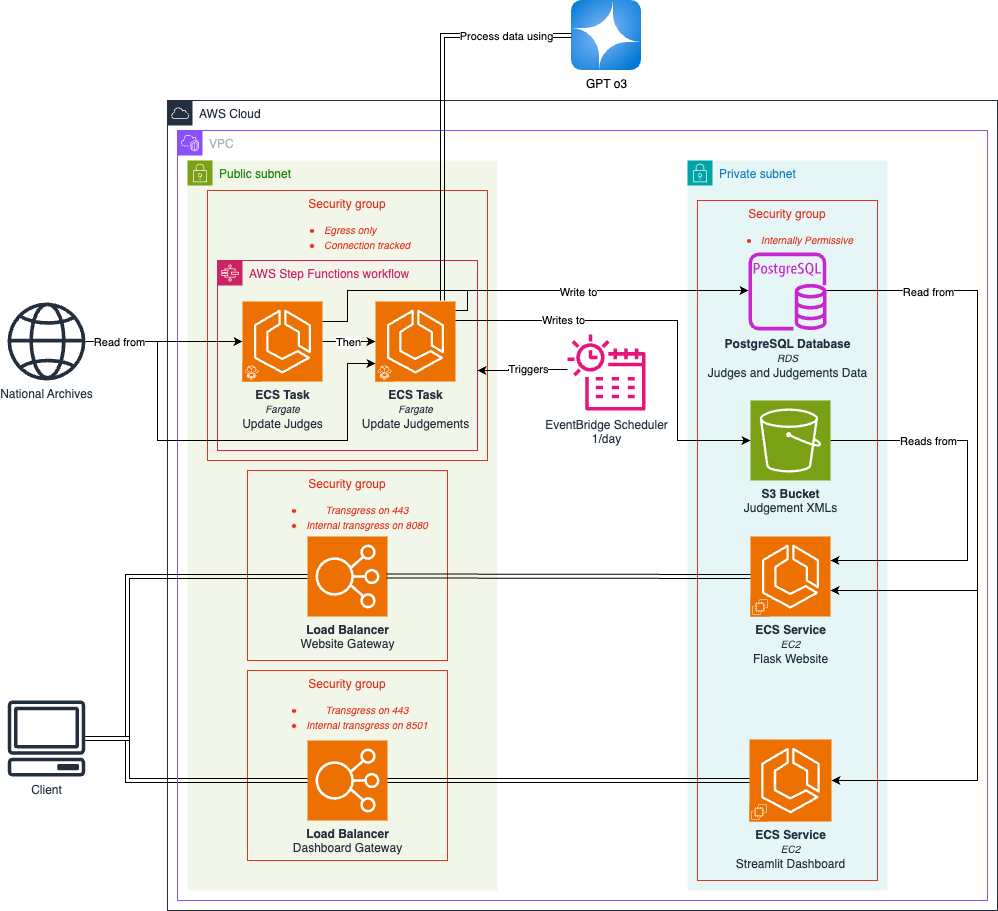 Process data using
GPT o3
AWS Cloud
VPC
Public subnet
Private subnet
Security group
Egress only
Connection tracked
Security group
Internally Permissive
AWS Step Functions workflow
PostgreSQL
Write to
Read from
Writes to
National Archives
Read from
Then
Triggers
PostgreSQL Database
RDS
Judges and Judgements Data
ECS Task
Fargate
Update Judges
ECS Task
Fargate
Update Judgements
EventBridge Scheduler
1/day
Reads from
S3 Bucket
Judgement XMLs
Security group
Transgress on 443
Internal transgress on 8080
Load Balancer
Website Gateway
ECS Service
EC2
Flask Website
Security group
Transgress on 443
Internal transgress on 8501
Client
Load Balancer
Dashboard Gateway
ECS Service
EC2
Streamlit Dashboard